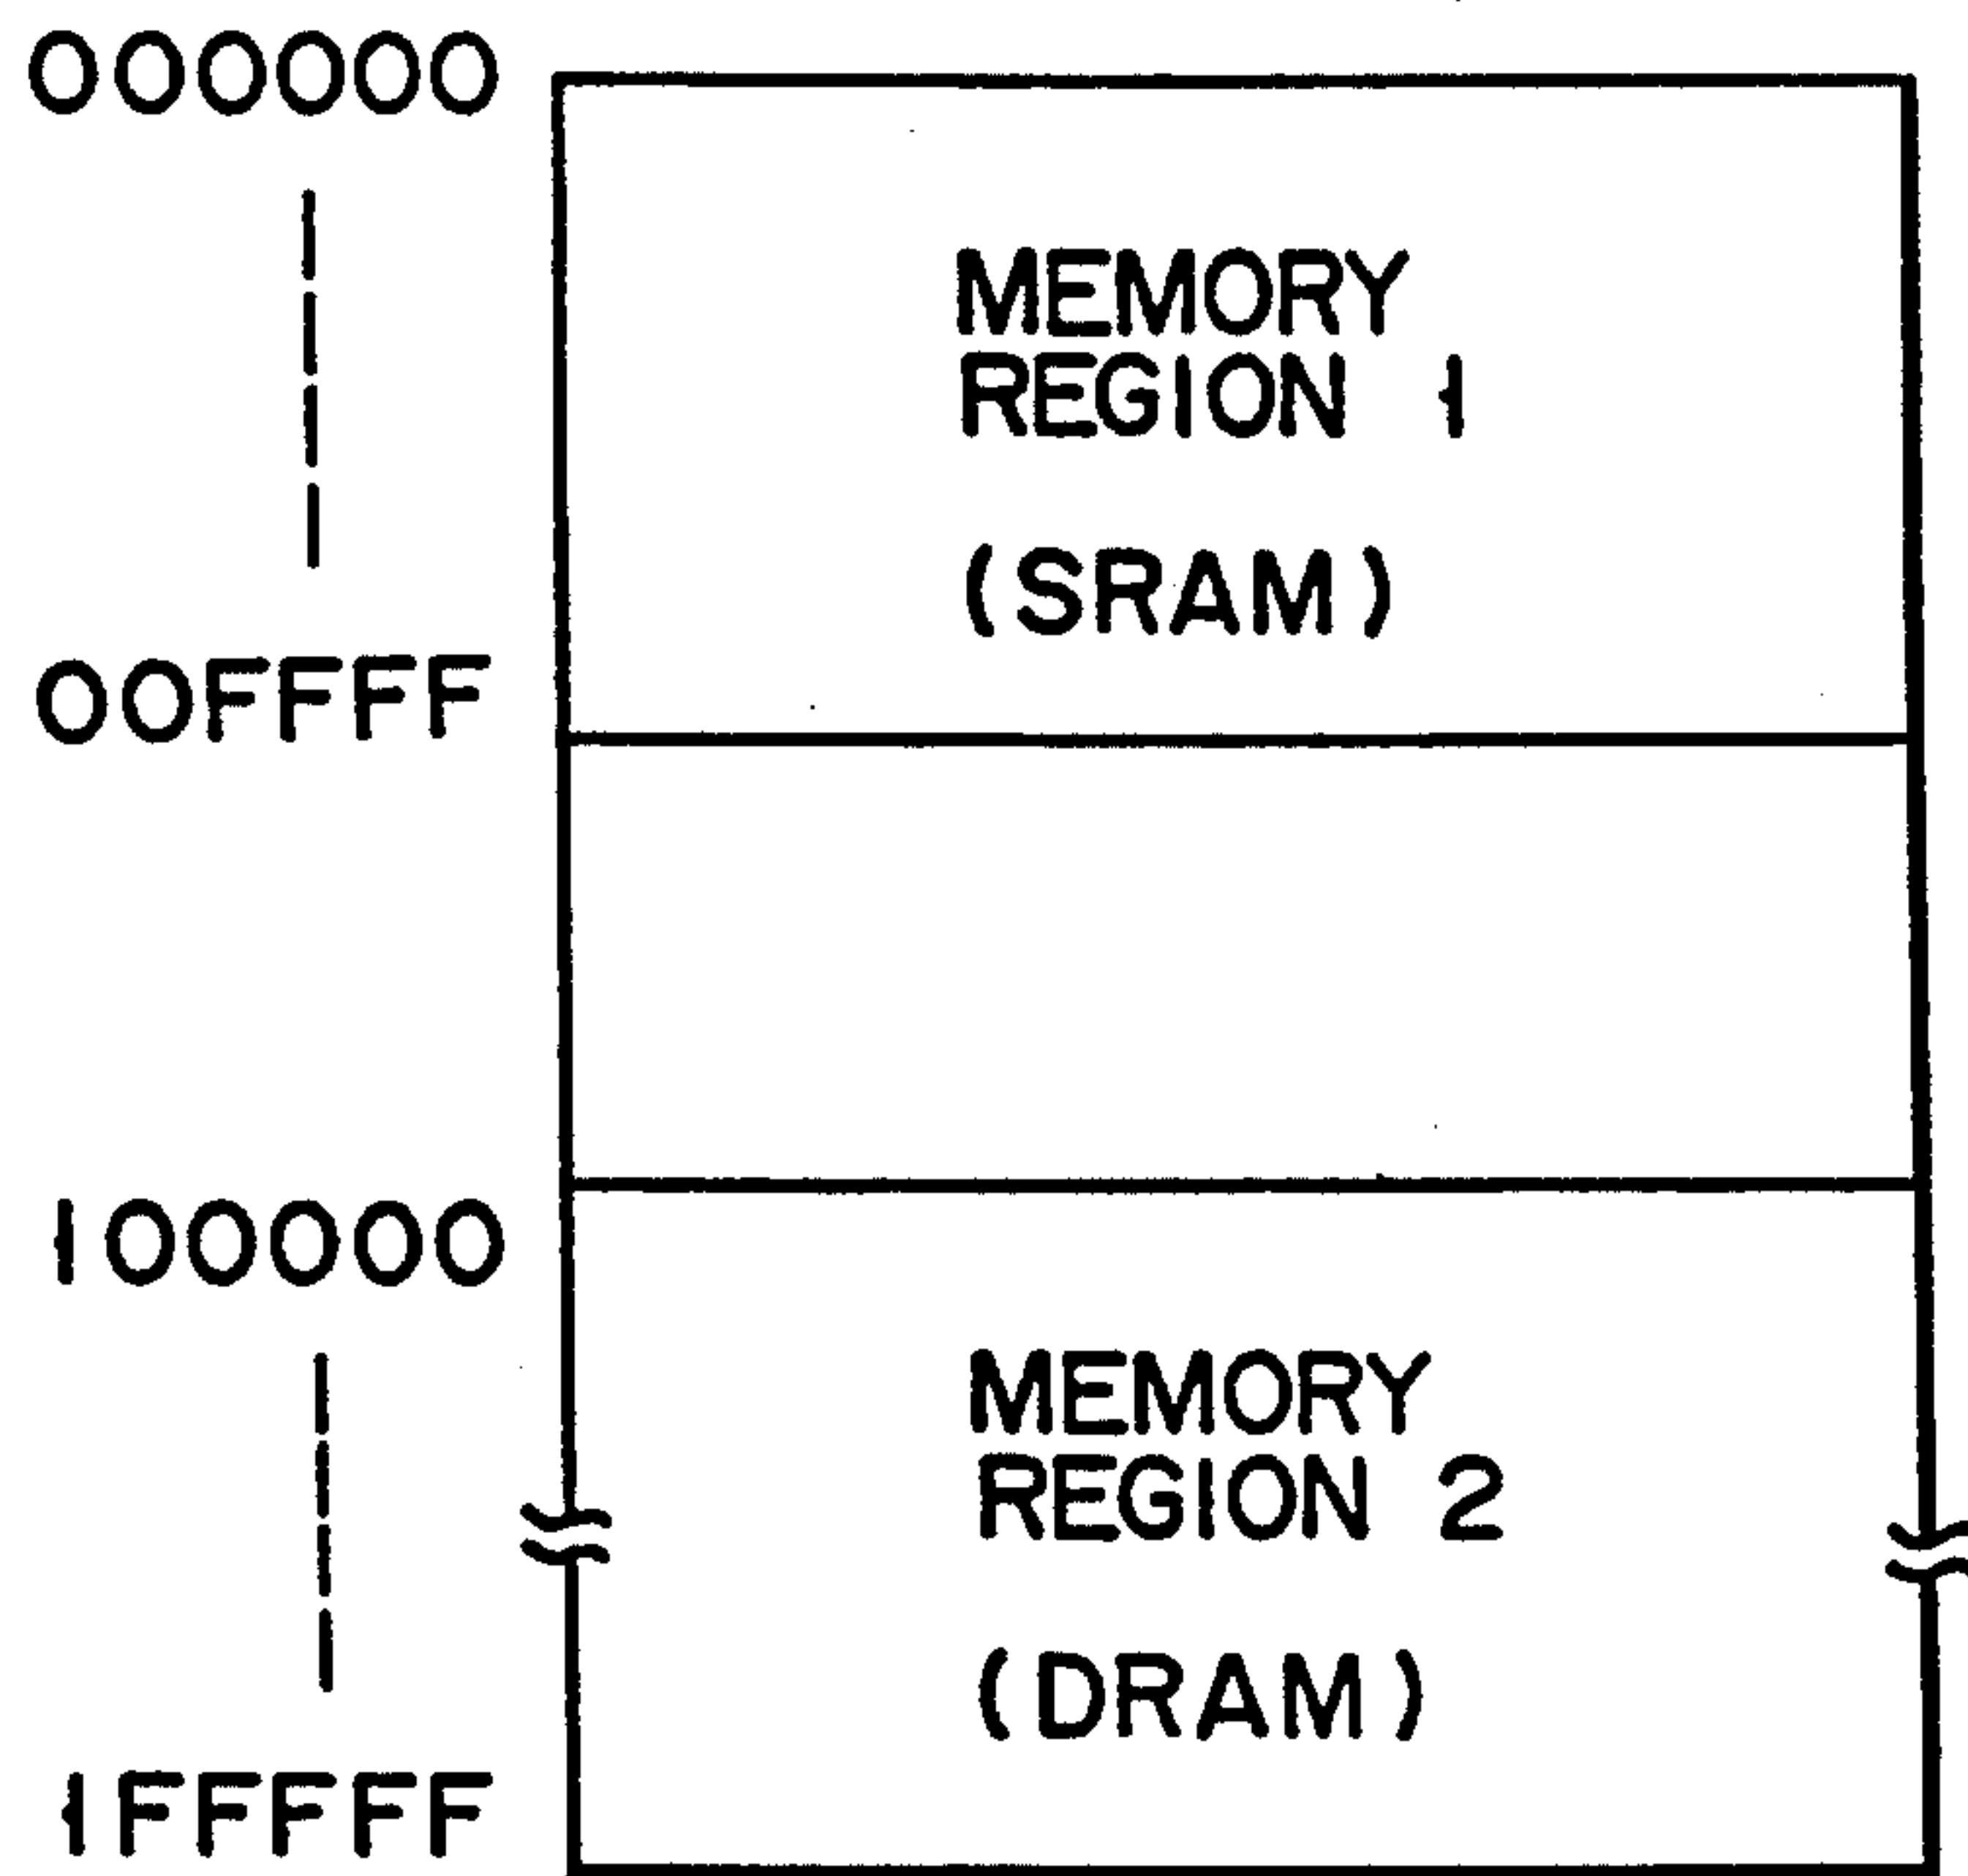 000000
MEMORY
REGION 1
(SRAM)
00FFFF
100000
MEMORY
REGION 2
(DRAM)
1FFFFF